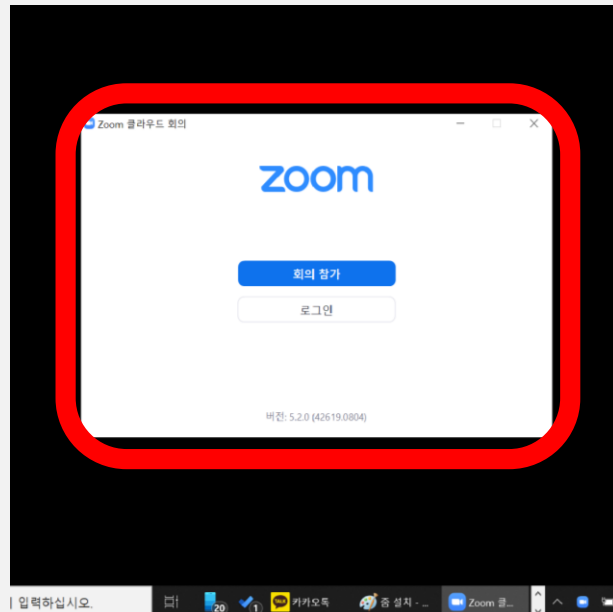 Zoom 클라우드 회의
zoom
회의 참가
로그인
버전: 5.2.0 (42619.0804)
입력하십시오.
20
1
TALK
카카오톡
줌 설치 - ...
Zoom 클...